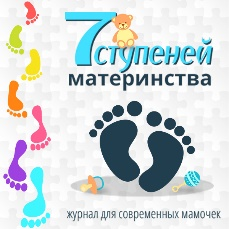 7 ступеней
материнства
журнал для современных мамочек